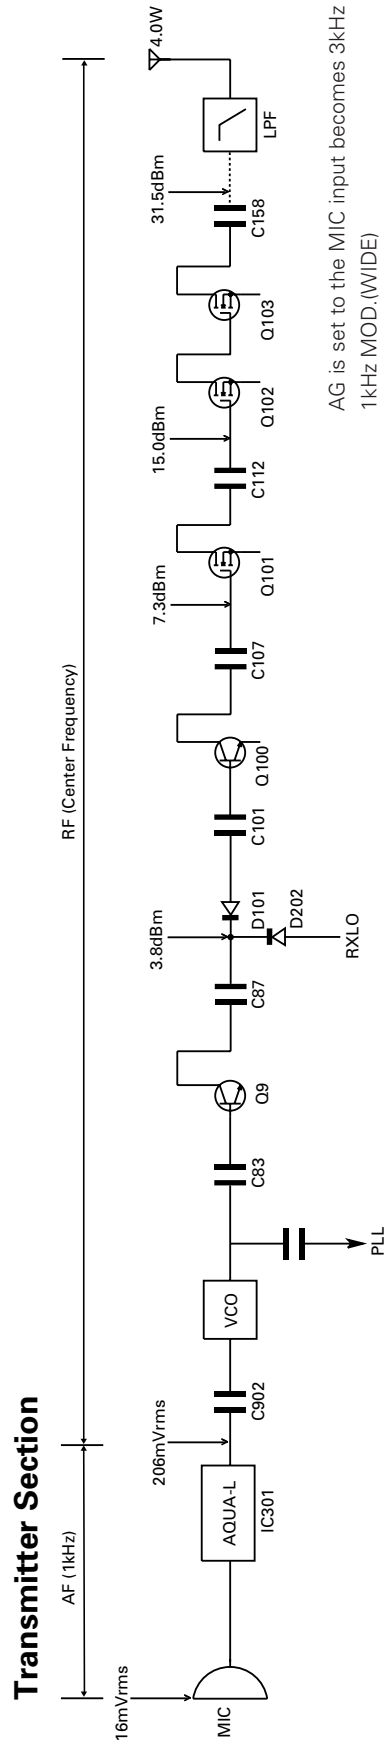 Transmitter Section
AF (1kHz)
RF (Center Frequency)
16mVrms
206mVrms
3.8dBm
7.3dBm
15.0dBm
31.5dBm
4.0W
MIC
AQUA-L
IC301
C902
VCO
PLL
C83
Q9
C87
D101
D202
RXLO
C101
Q100
C107
Q101
C112
Q102
Q103
C158
LPF
AG is set to the MIC input becomes 3kHz
1kHz MOD.(WIDE)